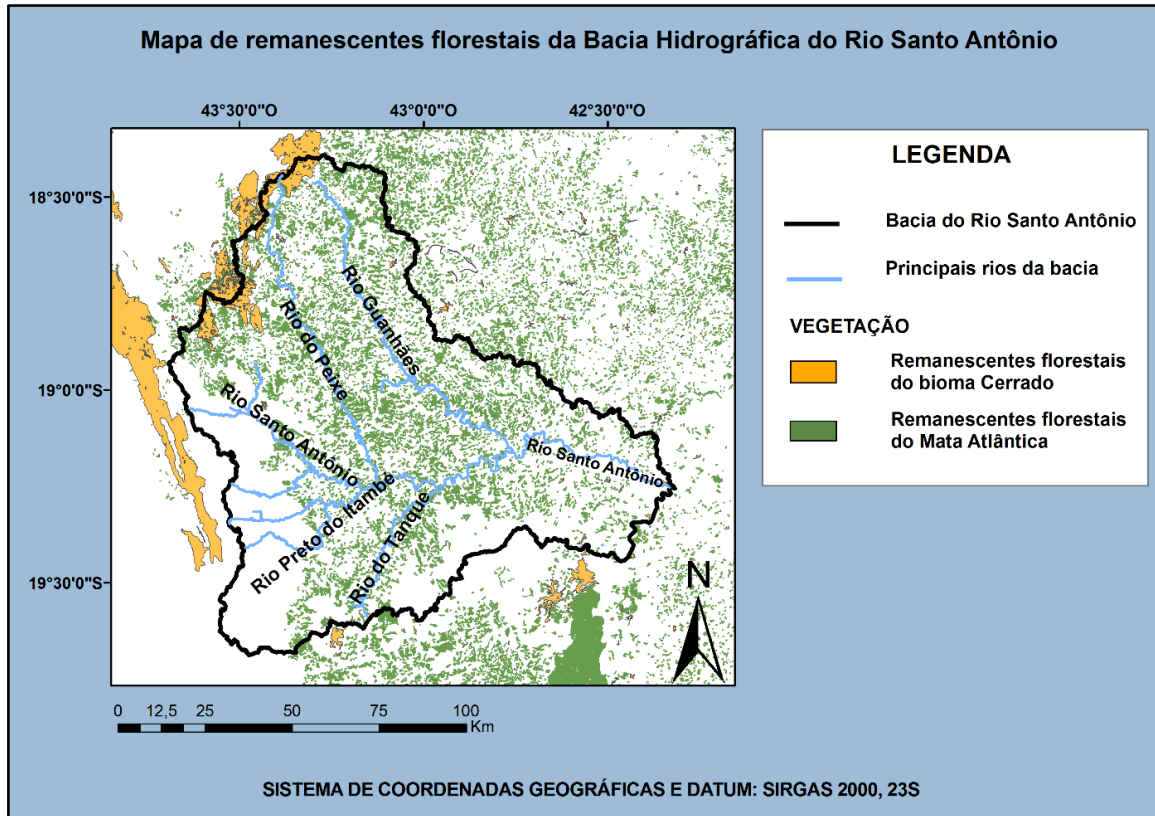 Mapa de remanescentes florestais da Bacia Hidrográfica do Rio Santo Antônio
43°30'0"O
43°0'0"O
42°30'0"O
18°30'0"S
19°0'0"S
19°30'0"S
Rio Guanhães
Rio do Peixe
Rio Santo Antônio
Rio Santo Antônio
Rio Preto do Itambé
Rio do Tanque
N
LEGENDA
Bacia do Rio Santo Antônio
Principais rios da bacia
VEGETAÇÃO
Remanescentes florestais
do bioma Cerrado
Remanescentes florestais
do Mata Atlântica
0 12,5 25 50 75 100
Km
SISTEMA DE COORDENADAS GEOGRÁFICAS E DATUM: SIRGAS 2000, 23S